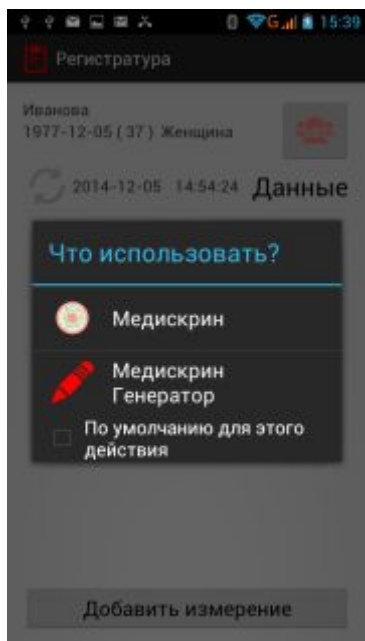 G 15:39
Регистратура
Иванова
1977-12-05 ( 37 ) Женщина
2014-12-05 14:54:24 Данные
Что использовать?
Медискрин
Медискрин
Генератор
По умолчанию для этого
действия
Добавить измерение